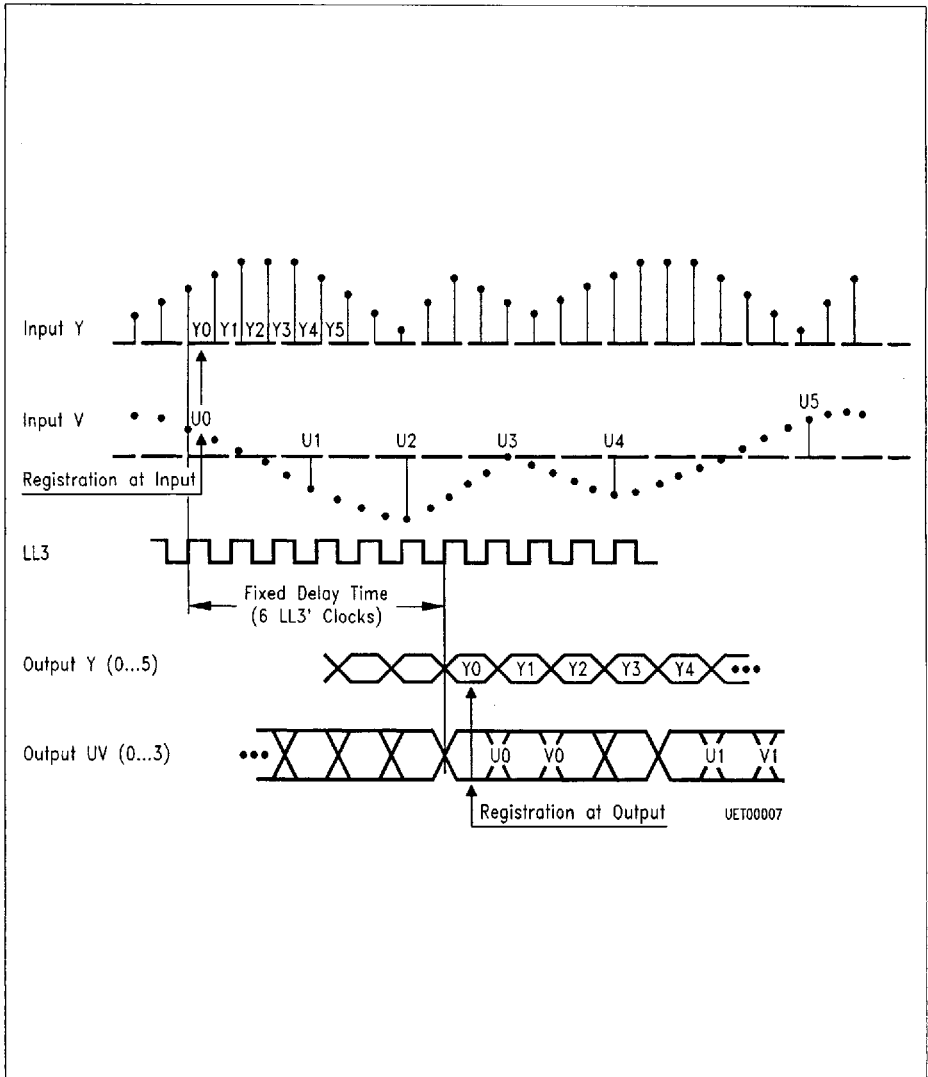 Input Y
Y0 Y1 Y2 Y3 Y4 Y5
Input V
U0 U1 U2 U3 U4 U5
Registration at Input
LL3
Fixed Delay Time
(6 LL3' Clocks)
Output Y (0...5)
Y0 Y1 Y2 Y3 Y4
Output UV (0...3)
U0 V0 U1 V1
Registration at Output
UET00007